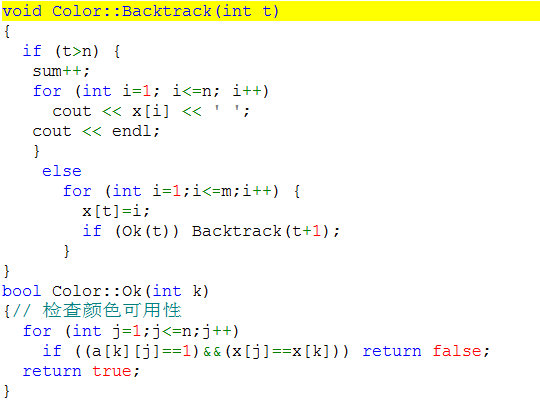 void Color::Backtrack(int t)
{
  if (t>n) {
   sum++;
   for (int i=1; i<=n; i++)
     cout << x[i] << ' ';
   cout << endl;
   }
    else
      for (int i=1;i<=m;i++) {
        x[t]=i;
        if (Ok(t)) Backtrack(t+1);
      }
}
bool Color::Ok(int k)
{// 检查颜色可用性
  for (int j=1;j<=n;j++)
    if ((a[k][j]==1)&&(x[j]==x[k])) return false;
  return true;
}